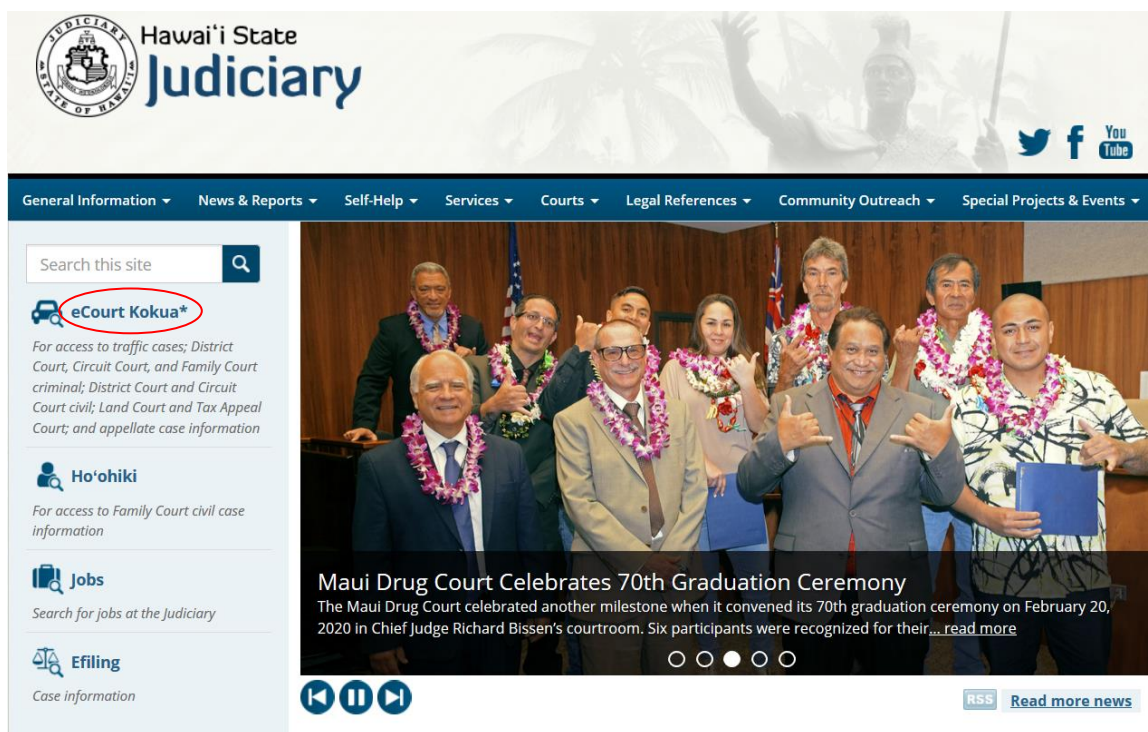 JUDICIARY
STATE OF HAWAI'I
Hawaiʻi State
Judiciary
You
Tube
General Information
News & Reports
Self-Help
Services
Courts
Legal References
Community Outreach
Special Projects & Events
Search this site
eCourt Kokua*
For access to traffic cases; District
Court, Circuit Court, and Family Court
criminal; District Court and Circuit
Court civil; Land Court and Tax Appeal
Court; and appellate case information
Hoʻohiki
For access to Family Court civil case
information
Jobs
Search for jobs at the Judiciary
Efiling
Case information
Maui Drug Court Celebrates 70th Graduation Ceremony
The Maui Drug Court celebrated another milestone when it convened its 70th graduation ceremony on February 20,
2020 in Chief Judge Richard Bissen’s courtroom. Six participants were recognized for their... read more
RSS
Read more news